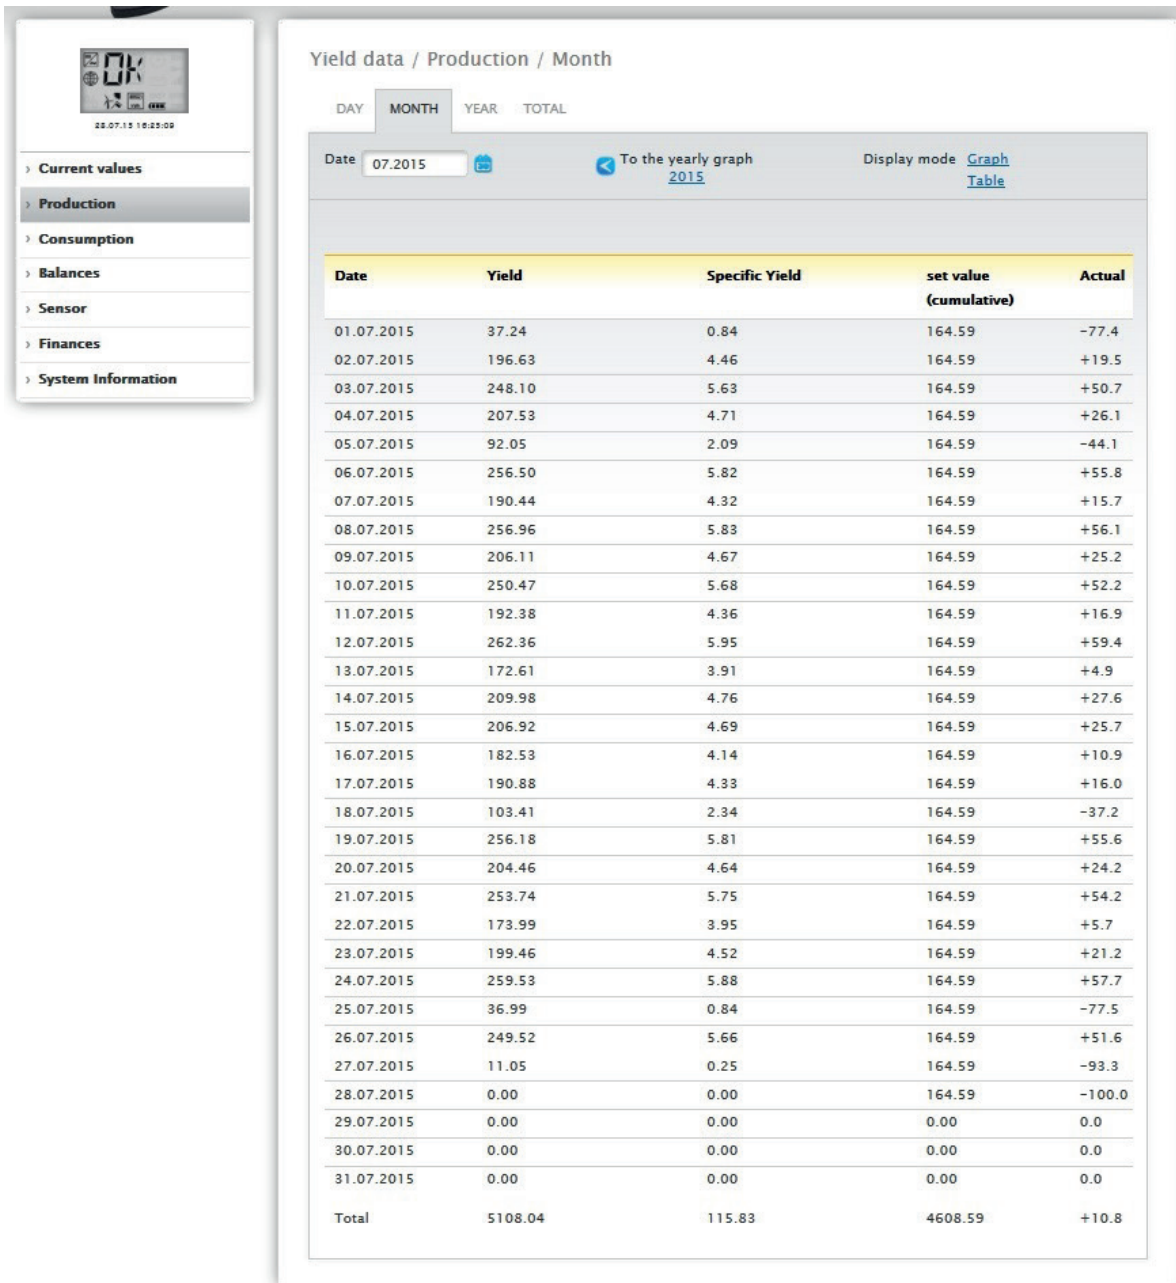 OK
28.07.15 16:25:09
Current values
Production
Consumption
Balances
Sensor
Finances
System Information
Yield data / Production / Month
DAY MONTH YEAR TOTAL
Date 07.2015 To the yearly graph 2015 Display mode Graph Table
Date Yield Specific Yield set value (cumulative) Actual
01.07.2015 37.24 0.84 164.59 -77.4
02.07.2015 196.63 4.46 164.59 +19.5
03.07.2015 248.10 5.63 164.59 +50.7
04.07.2015 207.53 4.71 164.59 +26.1
05.07.2015 92.05 2.09 164.59 -44.1
06.07.2015 256.50 5.82 164.59 +55.8
07.07.2015 190.44 4.32 164.59 +15.7
08.07.2015 256.96 5.83 164.59 +56.1
09.07.2015 206.11 4.67 164.59 +25.2
10.07.2015 250.47 5.68 164.59 +52.2
11.07.2015 192.38 4.36 164.59 +16.9
12.07.2015 262.36 5.95 164.59 +59.4
13.07.2015 172.61 3.91 164.59 +4.9
14.07.2015 209.98 4.76 164.59 +27.6
15.07.2015 206.92 4.69 164.59 +25.7
16.07.2015 182.53 4.14 164.59 +10.9
17.07.2015 190.88 4.33 164.59 +16.0
18.07.2015 103.41 2.34 164.59 -37.2
19.07.2015 256.18 5.81 164.59 +55.6
20.07.2015 204.46 4.64 164.59 +24.2
21.07.2015 253.74 5.75 164.59 +54.2
22.07.2015 173.99 3.95 164.59 +5.7
23.07.2015 199.46 4.52 164.59 +21.2
24.07.2015 259.53 5.88 164.59 +57.7
25.07.2015 36.99 0.84 164.59 -77.5
26.07.2015 249.52 5.66 164.59 +51.6
27.07.2015 11.05 0.25 164.59 -93.3
28.07.2015 0.00 0.00 164.59 -100.0
29.07.2015 0.00 0.00 0.00 0.0
30.07.2015 0.00 0.00 0.00 0.0
31.07.2015 0.00 0.00 0.00 0.0
Total 5108.04 115.83 4608.59 +10.8